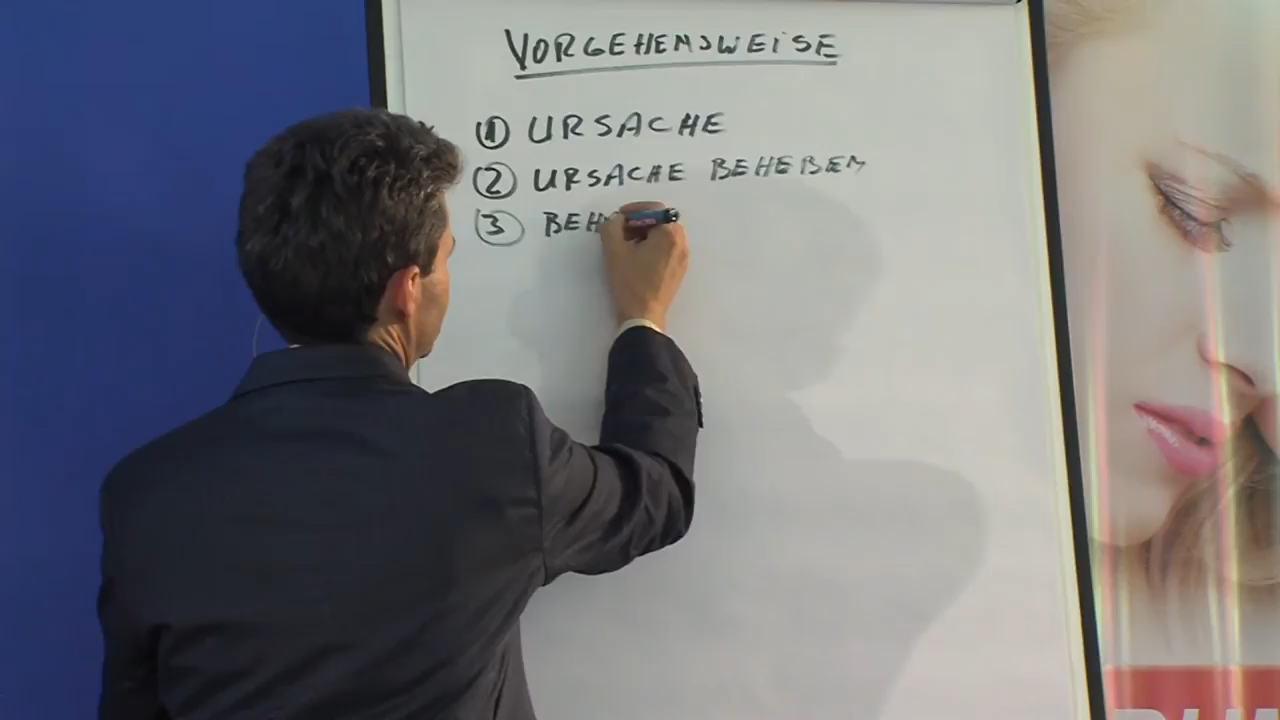 VORGEHENSWEISE
① URSACHE
② URSACHE BEHEBEN
③ BEH